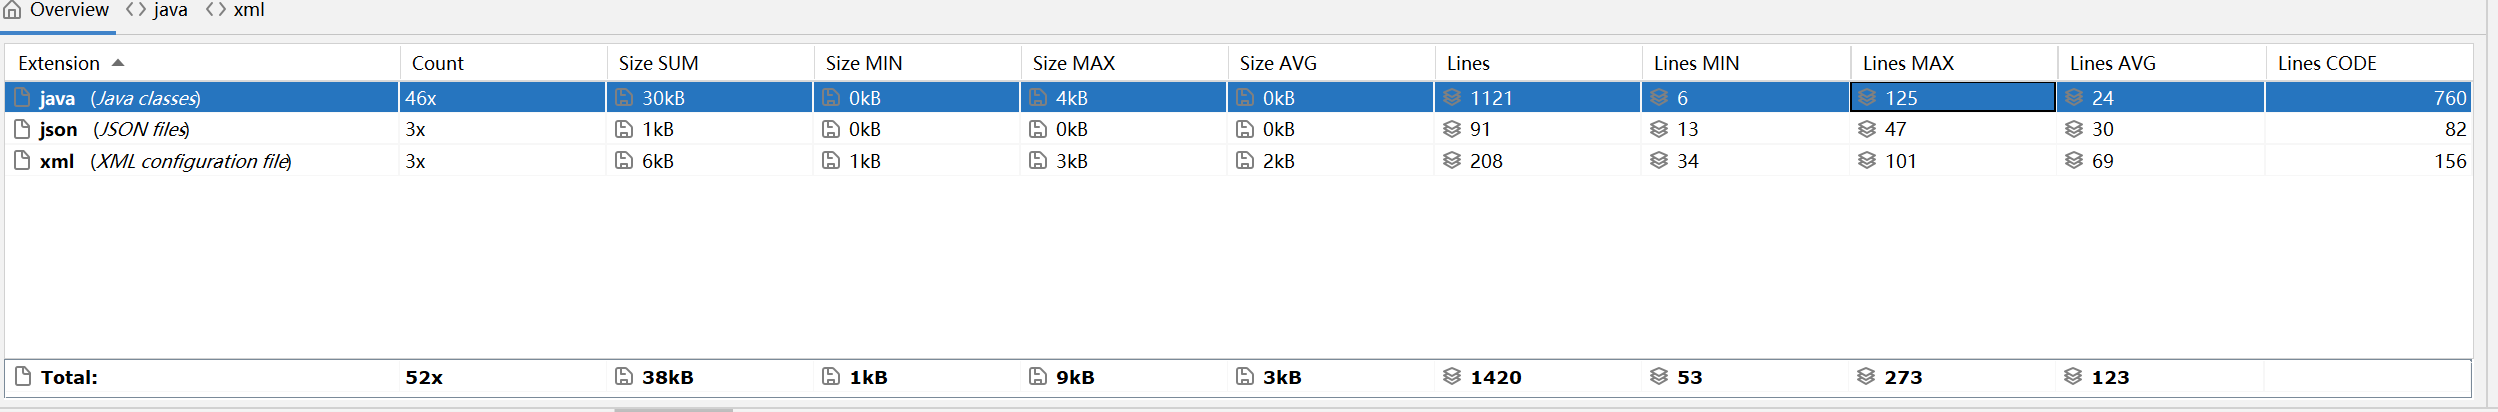 Overview java xml
Extension Count Size SUM Size MIN Size MAX Size AVG Lines Lines MIN Lines MAX Lines AVG Lines CODE
java (Java classes) 46x 30kB 0kB 4kB 0kB 1121 6 125 24 760
json (JSON files) 3x 1kB 0kB 0kB 0kB 91 13 47 30 82
xml (XML configuration file) 3x 6kB 1kB 3kB 2kB 208 34 101 69 156
Total: 52x 38kB 1kB 9kB 3kB 1420 53 273 123